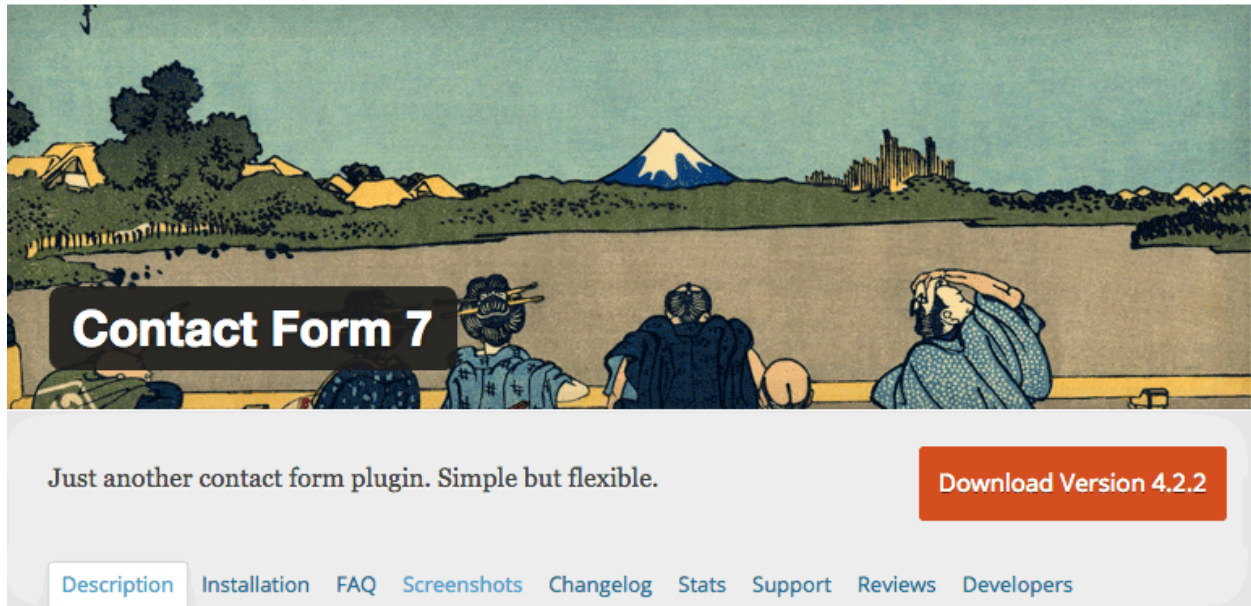 Contact Form 7
Just another contact form plugin. Simple but flexible.
Download Version 4.2.2
Description Installation FAQ Screenshots Changelog Stats Support Reviews Developers